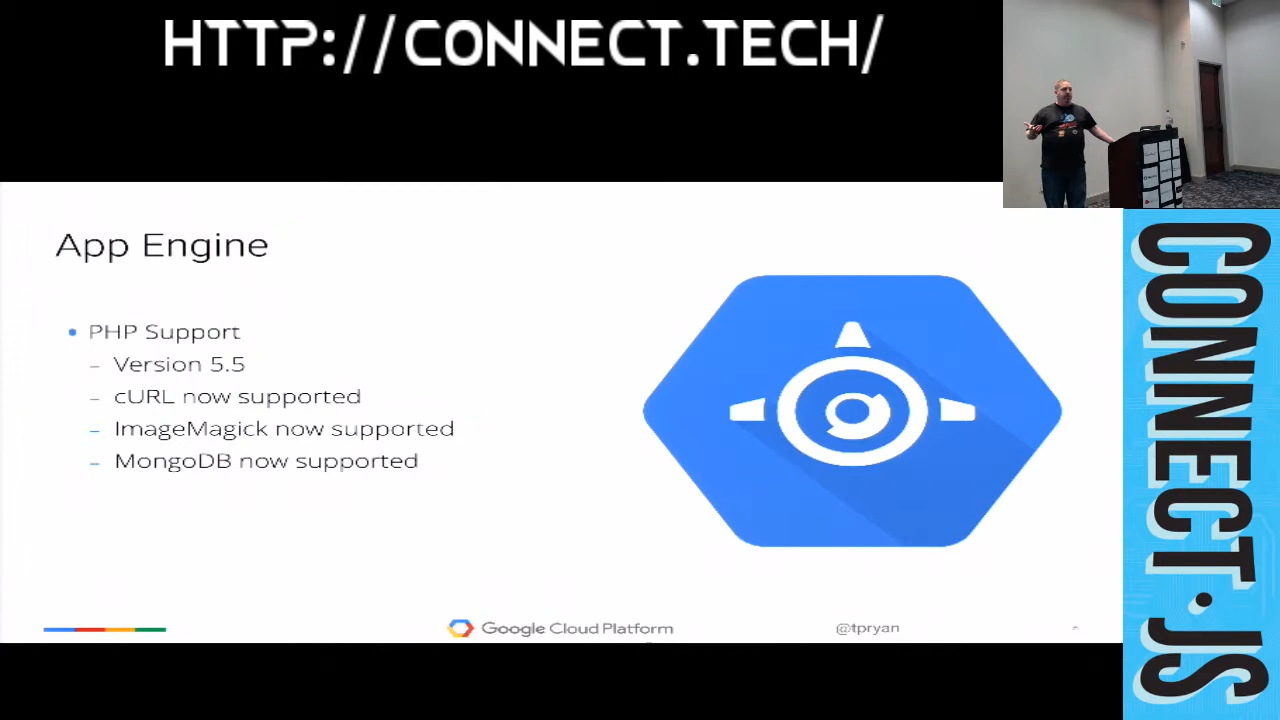 HTTP://CONNECT.TECH/
App Engine
• PHP Support
– Version 5.5
– cURL now supported
– ImageMagick now supported
– MongoDB now supported
Google Cloud Platform
@tpryan
CONNECT.JS